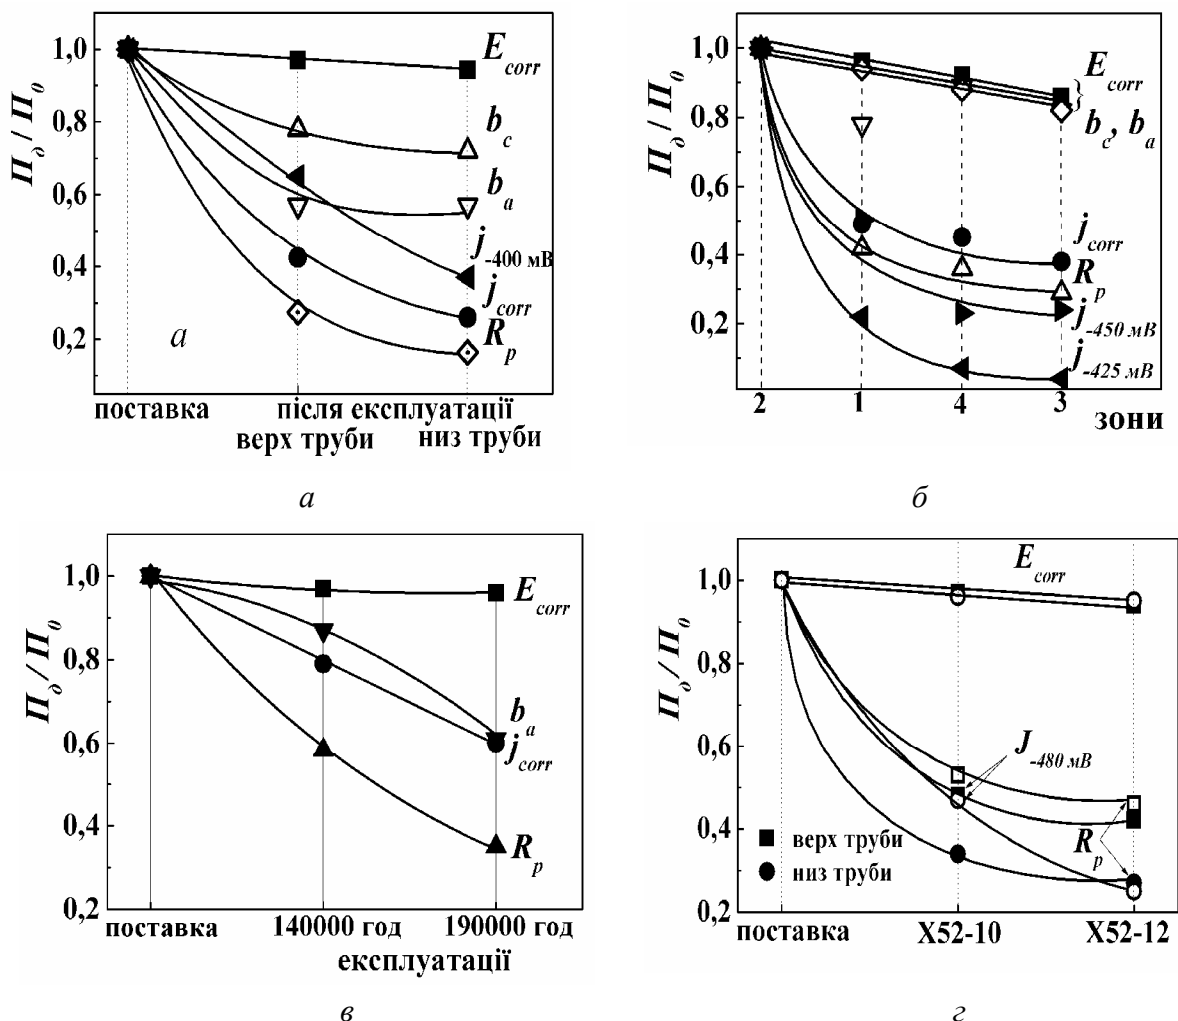 П∂ / П0
1,0
0,8
0,6
0,4
0,2
Ecorr
bc
ba
j-400 мВ
jcorr
Rp
а
поставка
після експлуатації
верх труби
низ труби
а
П∂ / П0
1,0
0,8
0,6
0,4
0,2
Ecorr
bc, ba
jcorr
Rp
j-450 мВ
j-425 мВ
2
1
4
3
зони
б
П∂ / П0
1,0
0,8
0,6
0,4
0,2
Ecorr
ba
jcorr
Rp
поставка
140000 год
190000 год
експлуатації
в
П∂ / П0
1,0
0,8
0,6
0,4
0,2
Ecorr
J-480 мВ
Rp
верх труби
низ труби
поставка
X52-10
X52-12
г